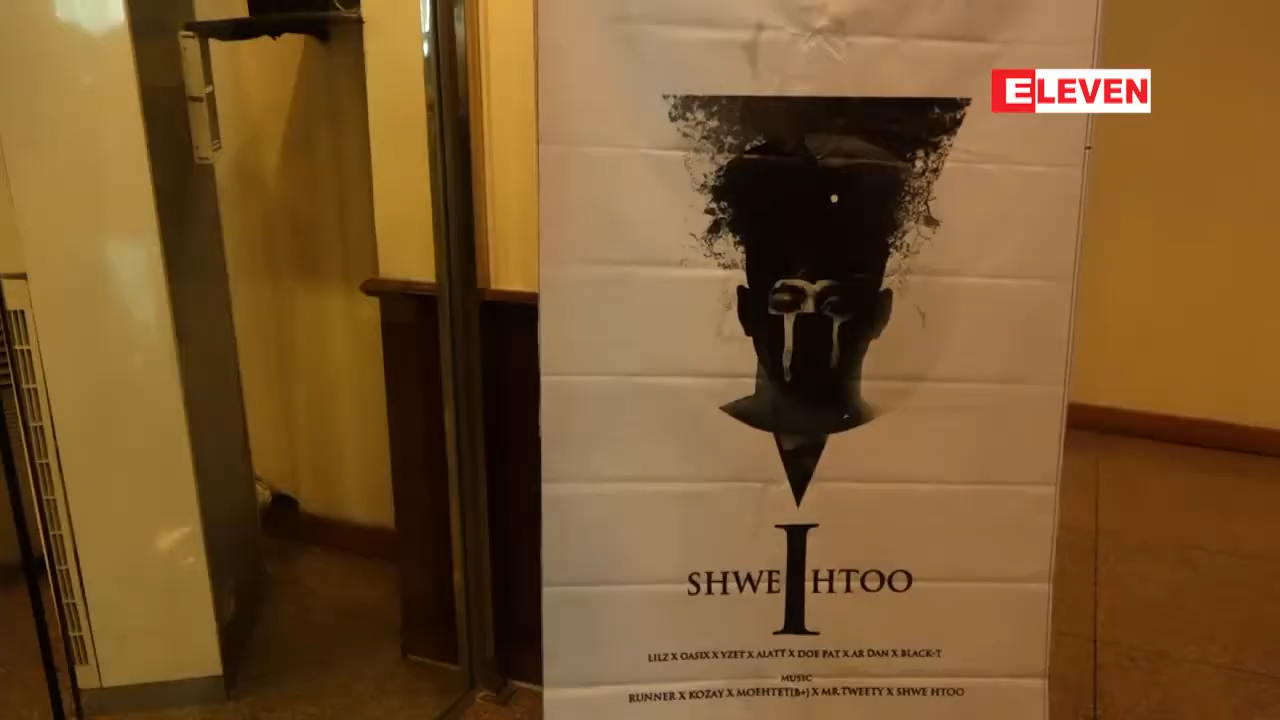 ELEVEN
I
SHWE HTOO
LILZ X OASIX X YZET X ALATT X DOE PAT X AR DAN X BLACK-T
MUSIC
RUNNER X KOZAY X MOEHTET(B+) X MR.TWEETY X SHWE HTOO